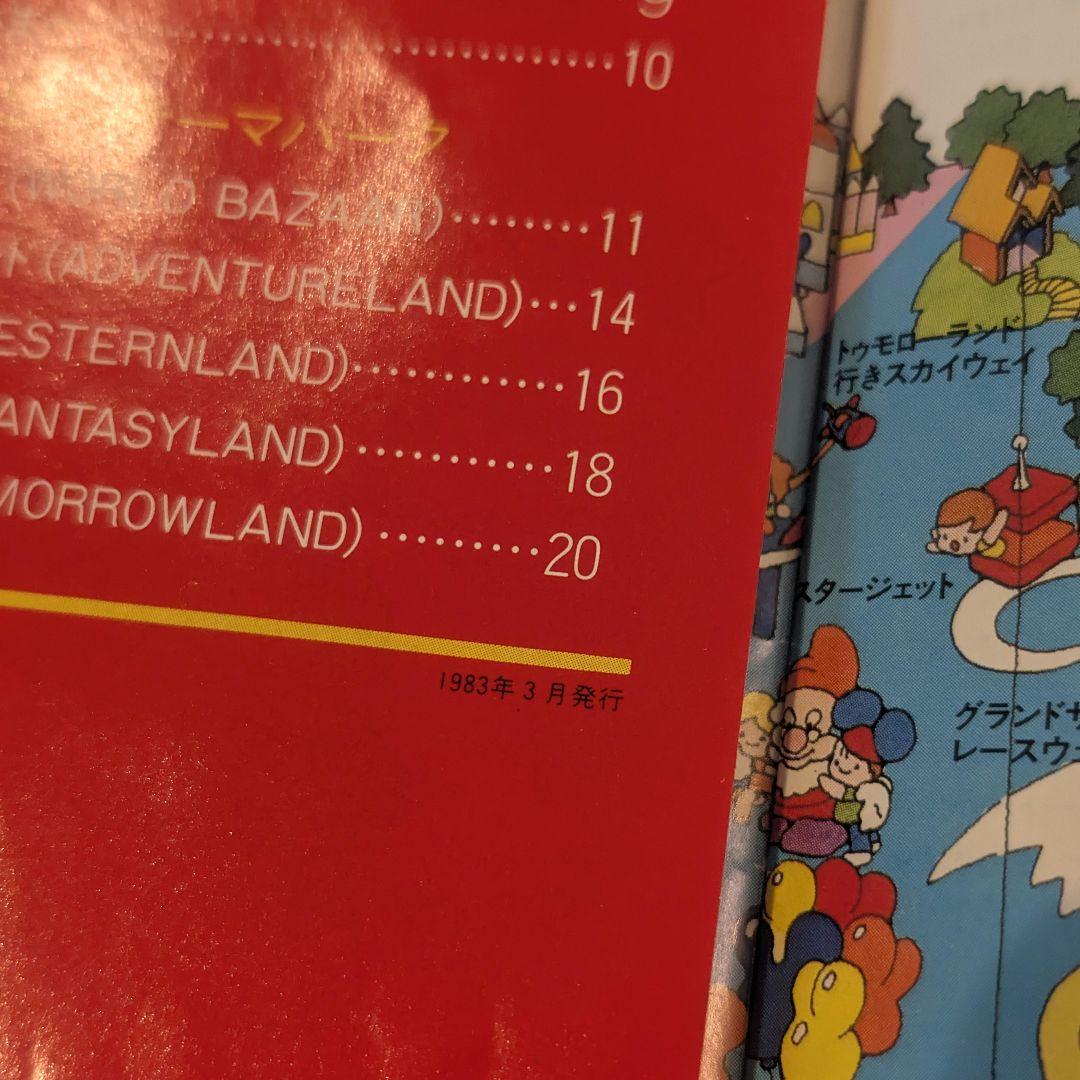 9
10
ーマパーク
O BAZAAR)………11
ト(ADVENTURELAND)…14
ESTERNLAND)…………16
ANTASYLAND)…………18
MORROWLAND)………20
1983年3月発行
トゥモローランド
行きスカイウェイ
スタージェット
グランドサ
レースウ